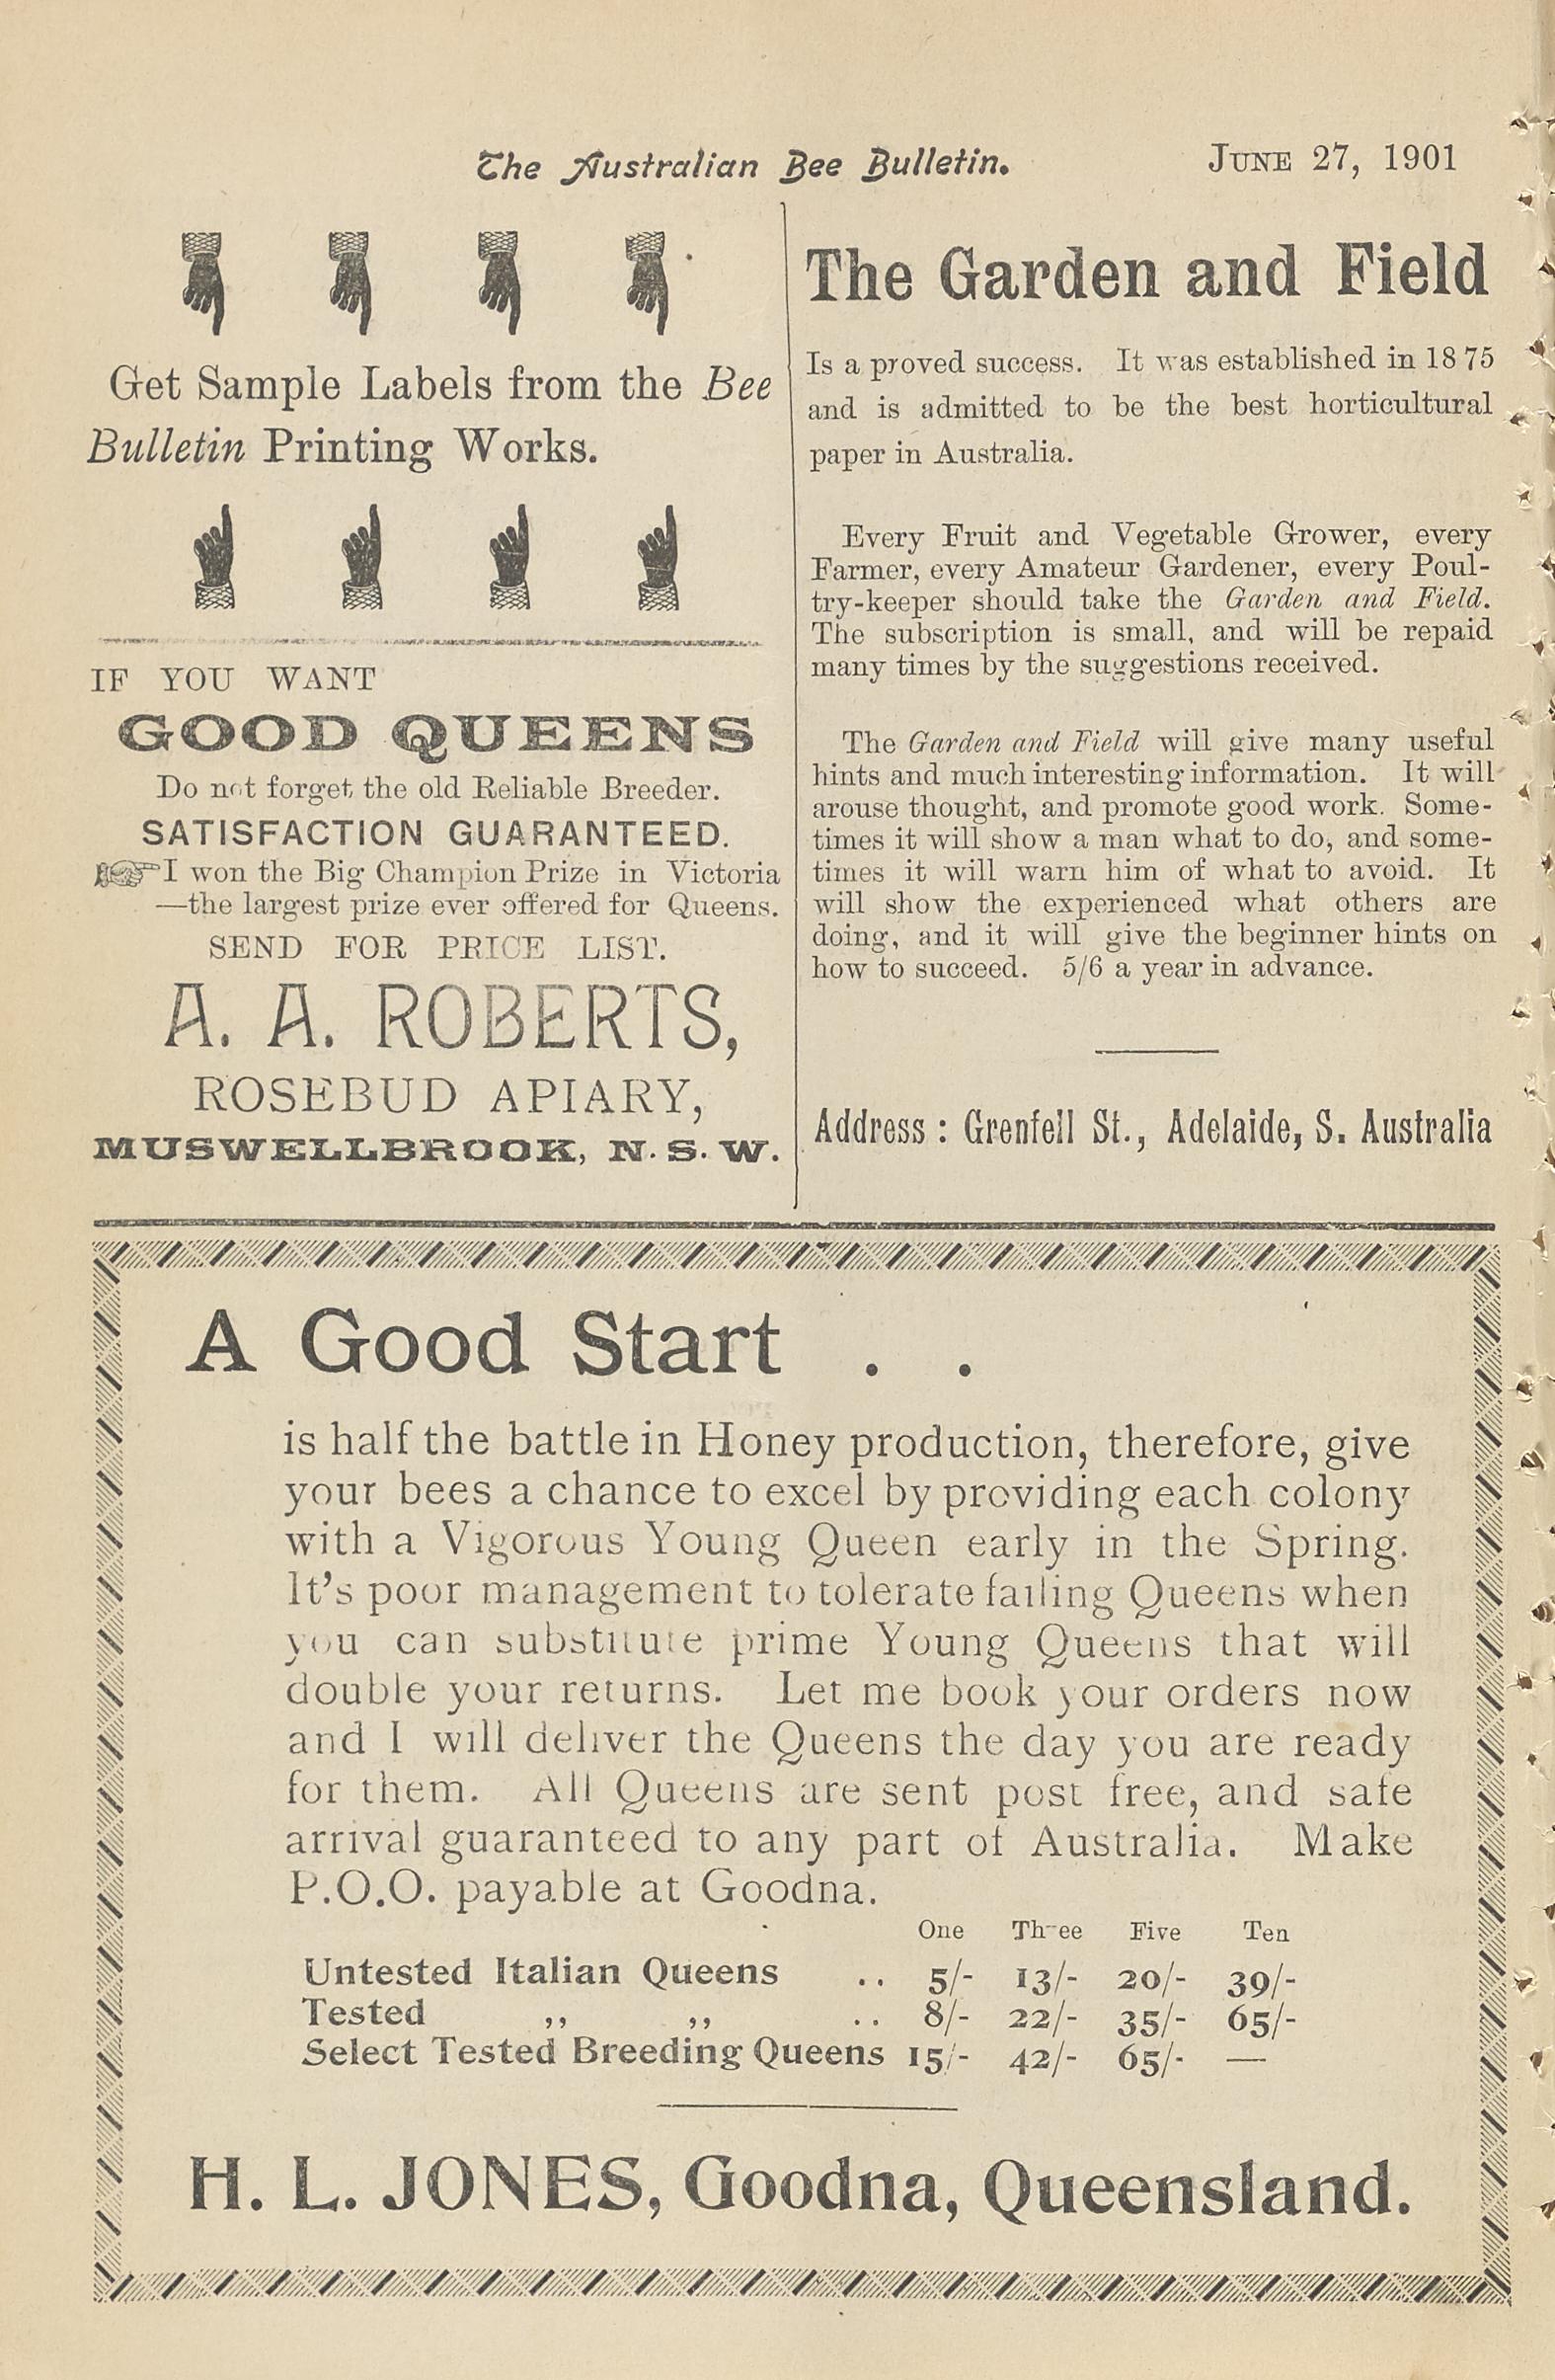 The Australian Bee Bulletin. JUNE 27, 1901
Get Sample Labels from the Bee
Bulletin Printing Works.
IF YOU WANT
GOOD QUEENS
Do not forget the old Reliable Breeder.
SATISFACTION GUARANTEED.
I won the Big Champion Prize in Victoria
—the largest prize ever offered for Queens.
SEND FOR PRICE LIST.
A. A. ROBERTS,
ROSEBUD APIARY,
MUSWELLBROOK, N. S. W.
The Garden and Field
Is a proved success. It was established in 1875
and is admitted to be the best horticultural
paper in Australia.
Every Fruit and Vegetable Grower, every
Farmer, every Amateur Gardener, every Poul-
try-keeper should take the Garden and Field.
The subscription is small, and will be repaid
many times by the suggestions received.
The Garden and Field will give many useful
hints and much interesting information. It will
arouse thought, and promote good work. Some-
times it will show a man what to do, and some-
times it will warn him of what to avoid. It
will show the experienced what others are
doing, and it will give the beginner hints on
how to succeed. 5/6 a year in advance.
Address : Grenfell St., Adelaide, S. Australia
A Good Start . .
is half the battle in Honey production, therefore, give
your bees a chance to excel by providing each colony
with a Vigorous Young Queen early in the Spring.
It's poor management to tolerate failing Queens when
you can substitute prime Young Queens that will
double your returns. Let me book your orders now
and I will deliver the Queens the day you are ready
for them. All Queens are sent post free, and safe
arrival guaranteed to any part of Australia. Make
P.O.O. payable at Goodna.
One Three Five Ten
Untested Italian Queens .. 5/- 13/- 20/- 39/-
Tested ,, ,, .. 8/- 22/- 35/- 65/-
Select Tested Breeding Queens 15/- 42/- 65/- —
H. L. JONES, Goodna, Queensland.